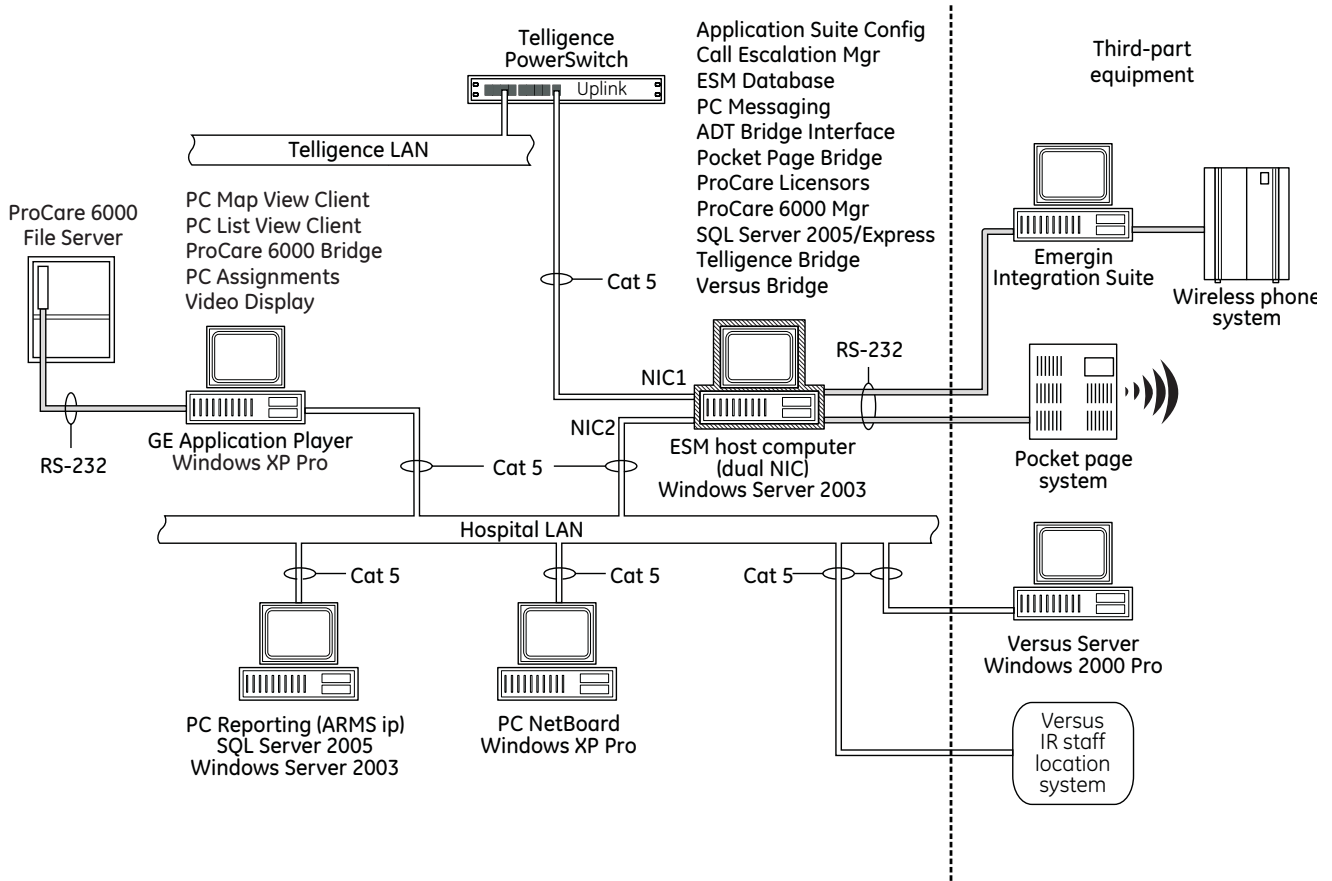 Telligence
PowerSwitch
Uplink
Telligence LAN
Application Suite Config
Call Escalation Mgr
ESM Database
PC Messaging
ADT Bridge Interface
Pocket Page Bridge
ProCare Licensors
ProCare 6000 Mgr
SQL Server 2005/Express
Telligence Bridge
Versus Bridge
Third-part
equipment
ProCare 6000
File Server
PC Map View Client
PC List View Client
ProCare 6000 Bridge
PC Assignments
Video Display
Cat 5
Emergin
Integration Suite
Wireless phone
system
RS-232
NIC1
NIC2
RS-232
GE Application Player
Windows XP Pro
Cat 5
ESM host computer
(dual NIC)
Windows Server 2003
Pocket page
system
Hospital LAN
Cat 5
Cat 5
Cat 5
PC Reporting (ARMS ip)
SQL Server 2005
Windows Server 2003
PC NetBoard
Windows XP Pro
Versus Server
Windows 2000 Pro
Versus
IR staff
location
system